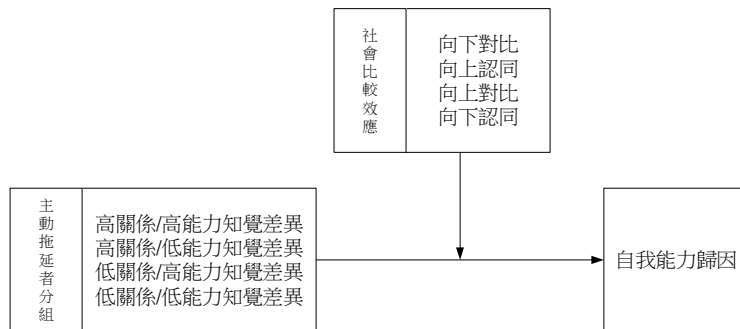 社會比較效應
向下對比
向上認同
向上對比
向下認同
主動拖延者分組
高關係/高能力知覺差異
高關係/低能力知覺差異
低關係/高能力知覺差異
低關係/低能力知覺差異
自我能力歸因